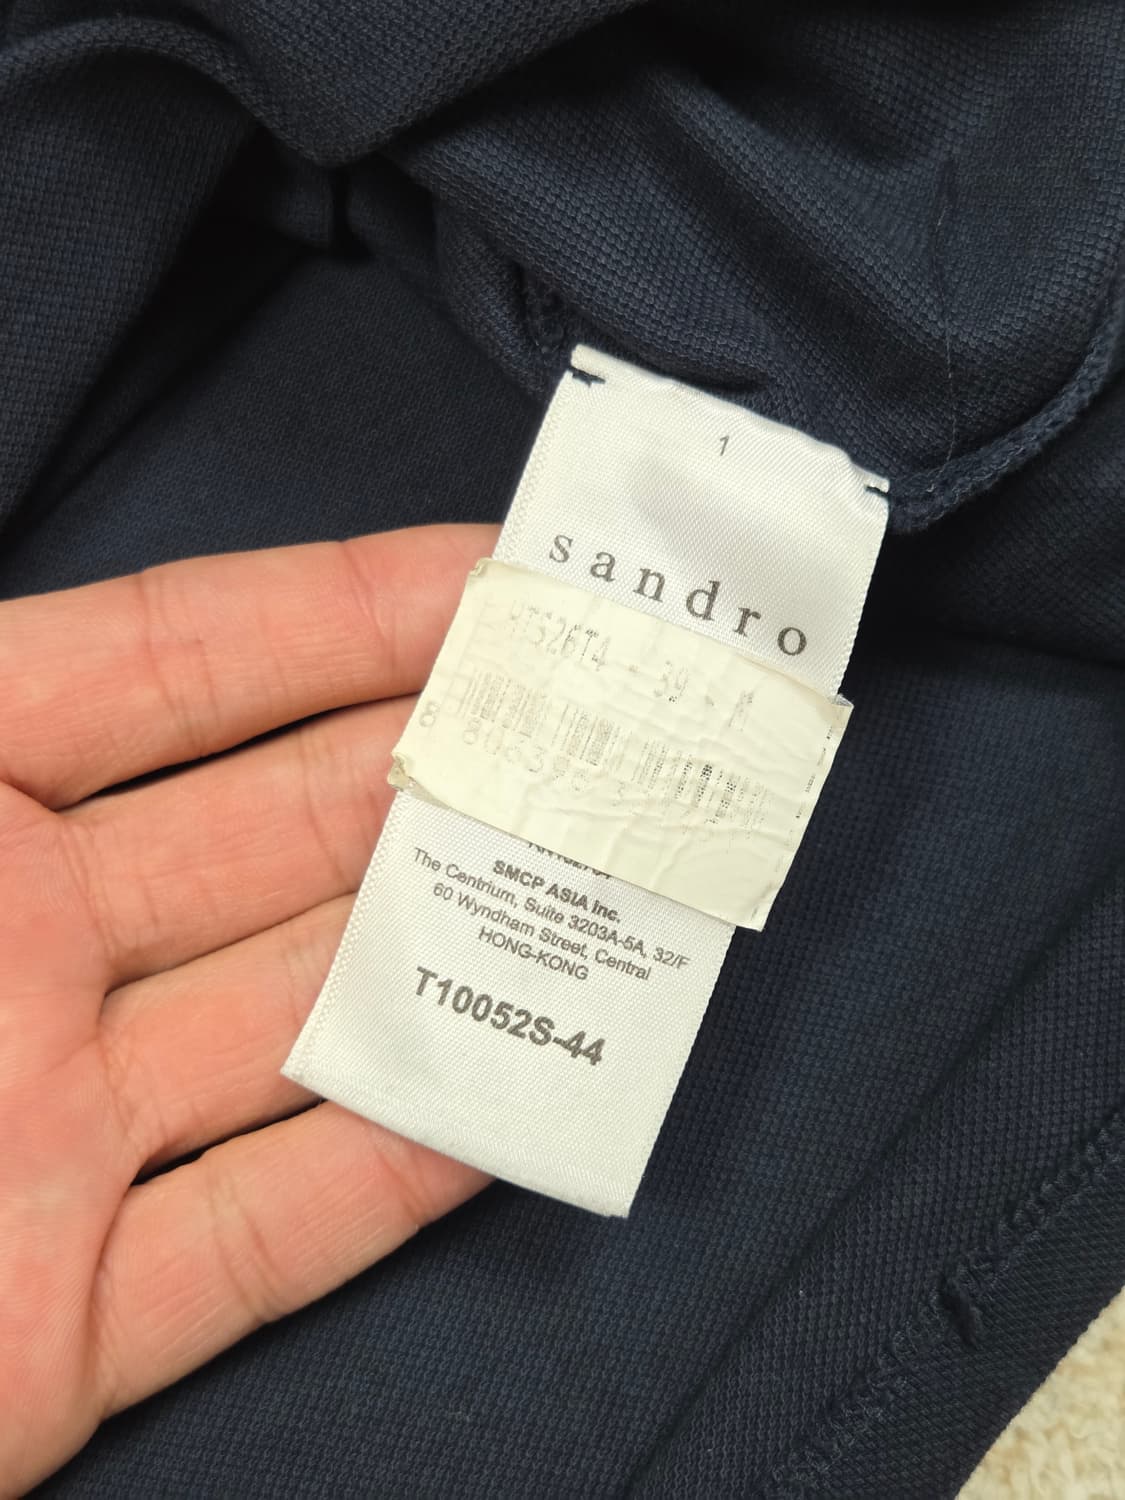 1
sandro
- 39 - M
SMCP ASIA Inc.
The Centrium, Suite 3203A-5A, 32/F
60 Wyndham Street, Central
HONG-KONG
T10052S-44